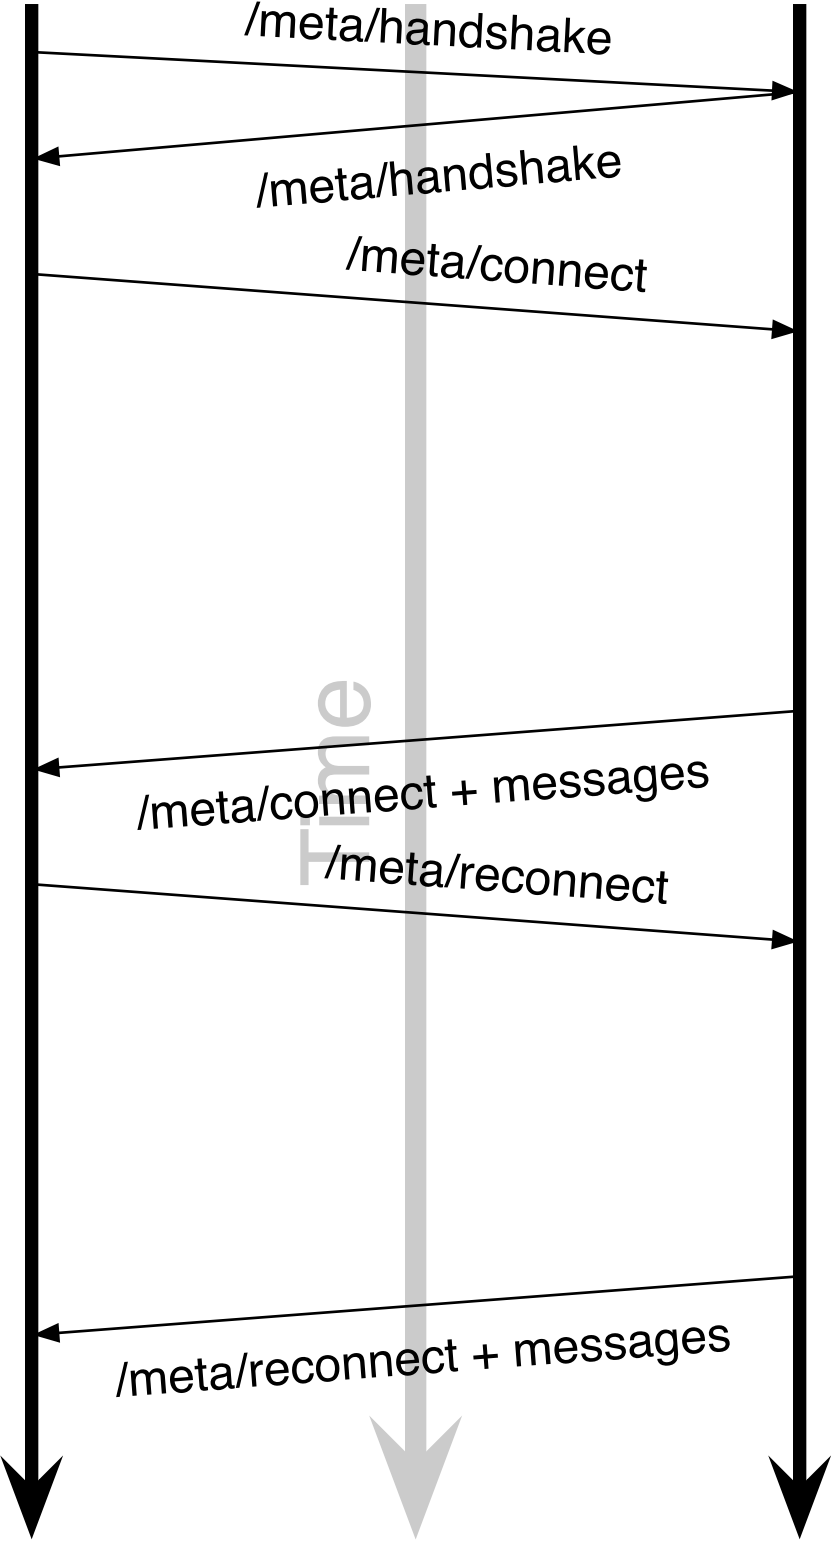 /meta/handshake
/meta/handshake
/meta/connect
Time
/meta/connect + messages
/meta/reconnect
/meta/reconnect + messages